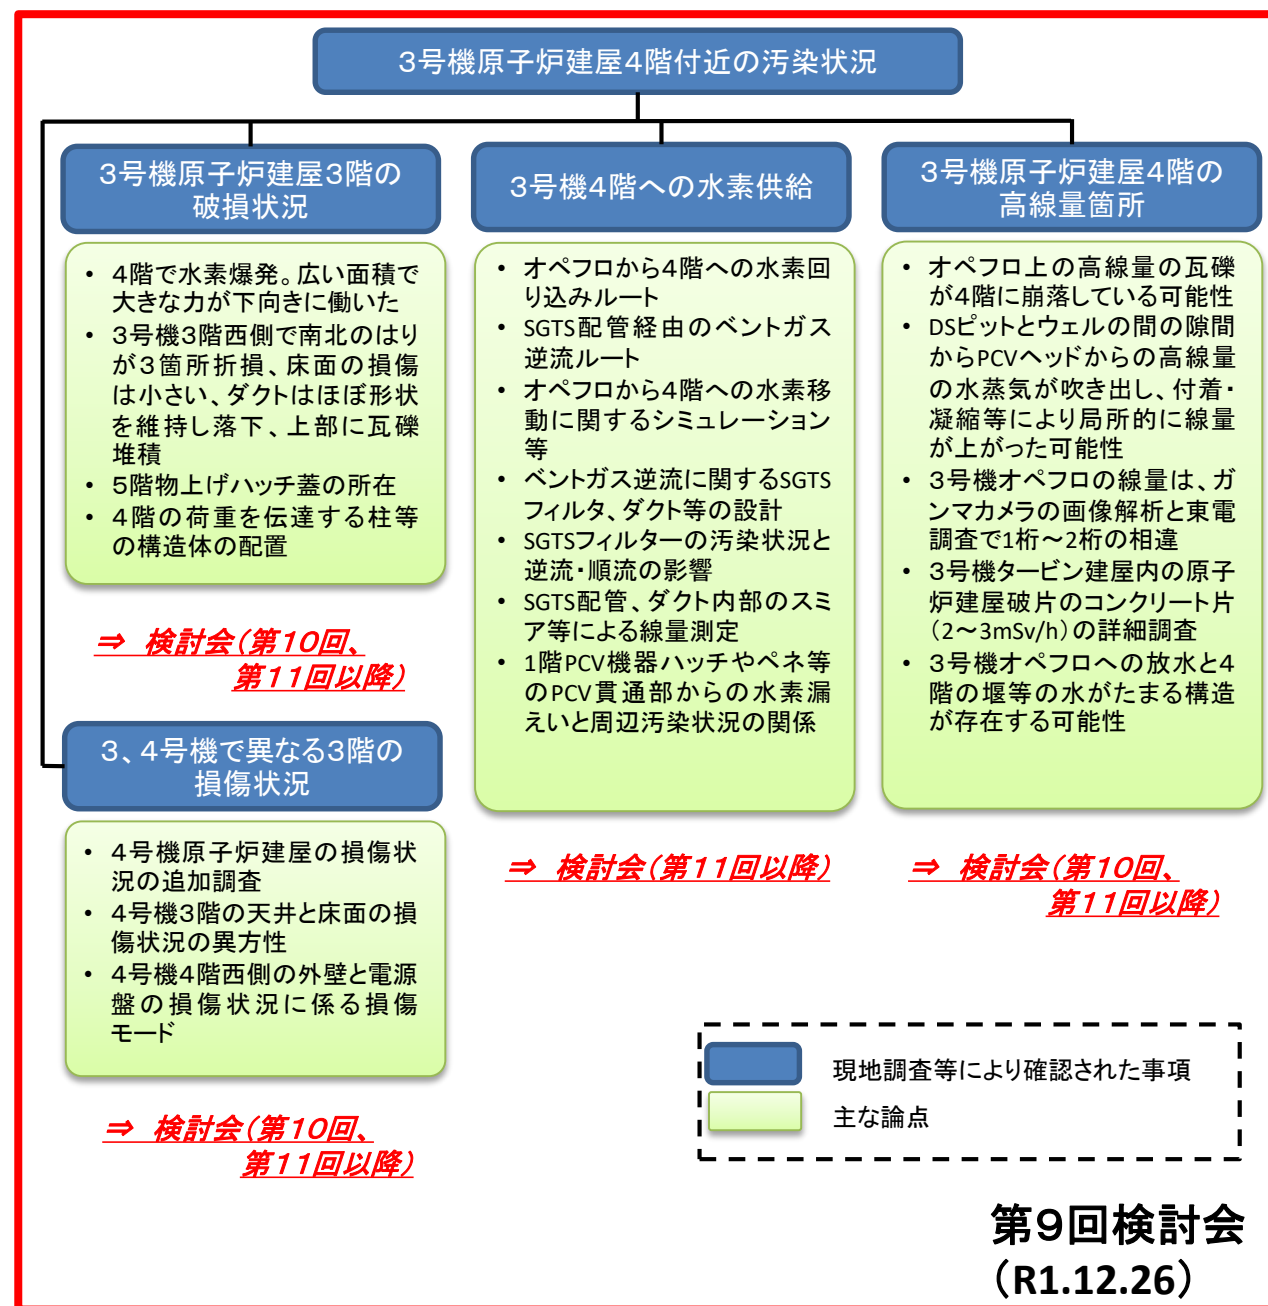 3号機原子炉建屋4階付近の汚染状況
3号機原子炉建屋3階の
破損状況
・ 4階で水素爆発。広い面積で
大きな力が下向きに働いた
・ 3号機3階西側で南北のはり
が3箇所折損、床面の損傷
は小さい、ダクトはほぼ形状
を維持し落下、上部に瓦礫
堆積
・ 5階物上げハッチ蓋の所在
・ 4階の荷重を伝達する柱等
の構造体の配置
⇒ 検討会(第10回、
第11回以降)
3、4号機で異なる3階の
損傷状況
・ 4号機原子炉建屋の損傷状
況の追加調査
・ 4号機3階の天井と床面の損
傷状況の異方性
・ 4号機4階西側の外壁と電源
盤の損傷状況に係る損傷
モード
⇒ 検討会(第10回、
第11回以降)
3号機4階への水素供給
・ オペフロから4階への水素回
り込みルート
・ SGTS配管経由のベントガス
逆流ルート
・ オペフロから4階への水素移
動に関するシミュレーション
等
・ ベントガス逆流に関するSGTS
フィルタ、ダクト等の設計
・ SGTSフィルターの汚染状況と
逆流・順流の影響
・ SGTS配管、ダクト内部のスミ
ア等による線量測定
・ 1階PCV機器ハッチやペネ等
のPCV貫通部からの水素漏
えいと周辺汚染状況の関係
⇒ 検討会(第11回以降)
3号機原子炉建屋4階の
高線量箇所
・ オペフロ上の高線量の瓦礫
が4階に崩落している可能性
・ DSピットとウェルの間の隙間
からPCVヘッドからの高線量
の水蒸気が吹き出し、付着・
凝縮等により局所的に線量
が上がった可能性
・ 3号機オペフロの線量は、ガ
ンマカメラの画像解析と東電
調査で1桁～2桁の相違
・ 3号機タービン建屋内の原子
炉建屋破片のコンクリート片
(2～3mSv/h)の詳細調査
・ 3号機オペフロへの放水と4
階の堰等の水がたまる構造
が存在する可能性
⇒ 検討会(第10回、
第11回以降)
現地調査等により確認された事項
主な論点
第9回検討会
(R1.12.26)